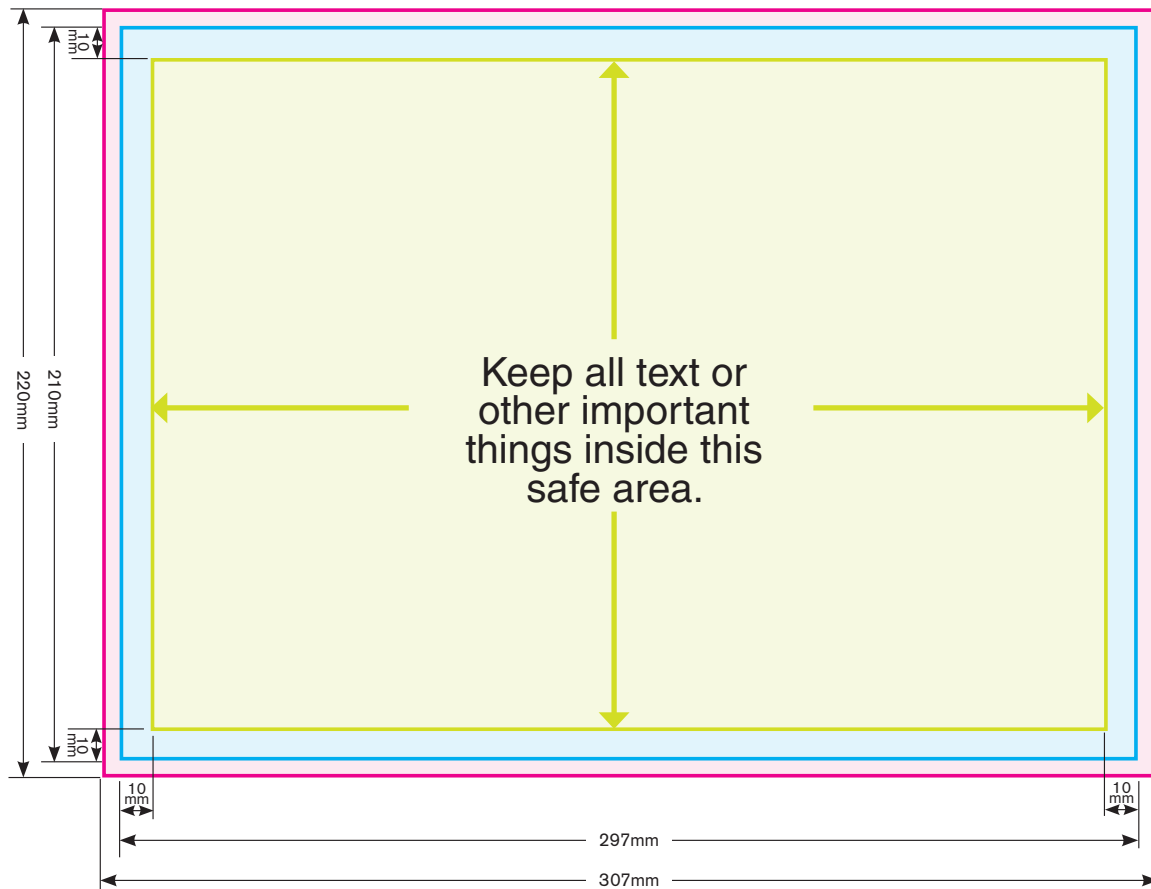 10
mm
220mm
210mm
Keep all text or
other important
things inside this
safe area.
10
mm
10
mm
10
mm
297mm
307mm